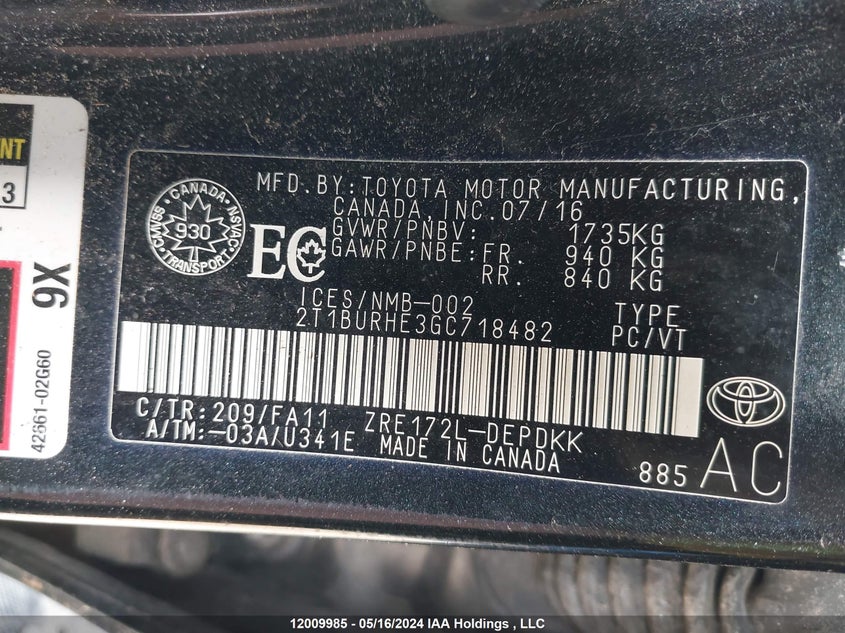 NT
3
9X
42661-02G60
CANADA
CMVSS
NSVAC
930
TRANSPORT
EC
MFD.BY:TOYOTA MOTOR MANUFACTURING,
CANADA,INC.07/16
GVWR/PNBV: 1735KG
GAWR/PNBE:FR. 940 KG
RR. 840 KG
ICES/NMB-002 TYPE
2T1BURHE3GC718482 PC/VT
C/TR:209/FA11 ZRE172L-DEPDKK
A/TM:-03A/U341E MADE IN CANADA
885 AC
12009985 - 05/16/2024 IAA Holdings , LLC